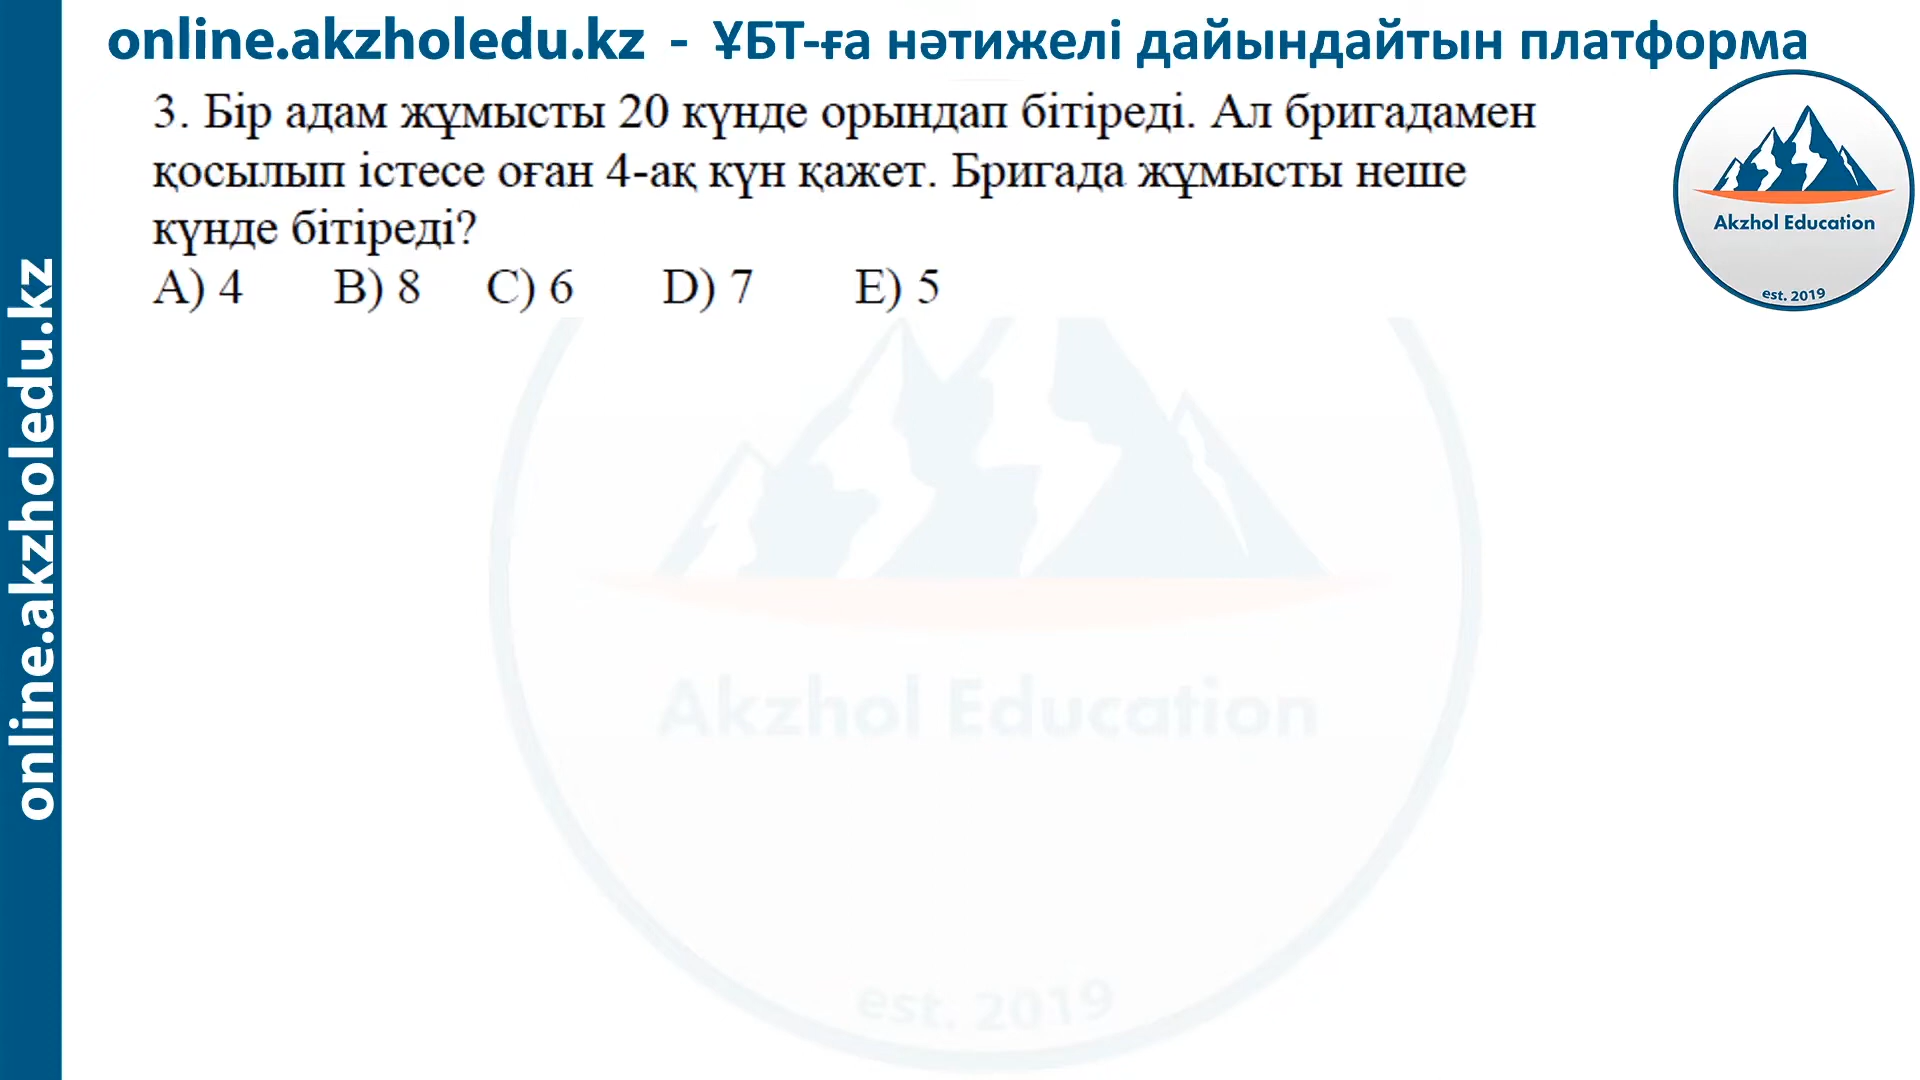 online.akzholedu.kz - ҰБТ-ға нәтижелі дайындайтын платформа
3. Бір адам жұмысты 20 күнде орындап бітіреді. Ал бригадамен
қосылып істесе оған 4-ақ күн қажет. Бригада жұмысты неше
күнде бітіреді?
A) 4 B) 8 C) 6 D) 7 E) 5
Akzhol Education
est. 2019
online.akzholedu.kz
Akzhol Education
est. 2019